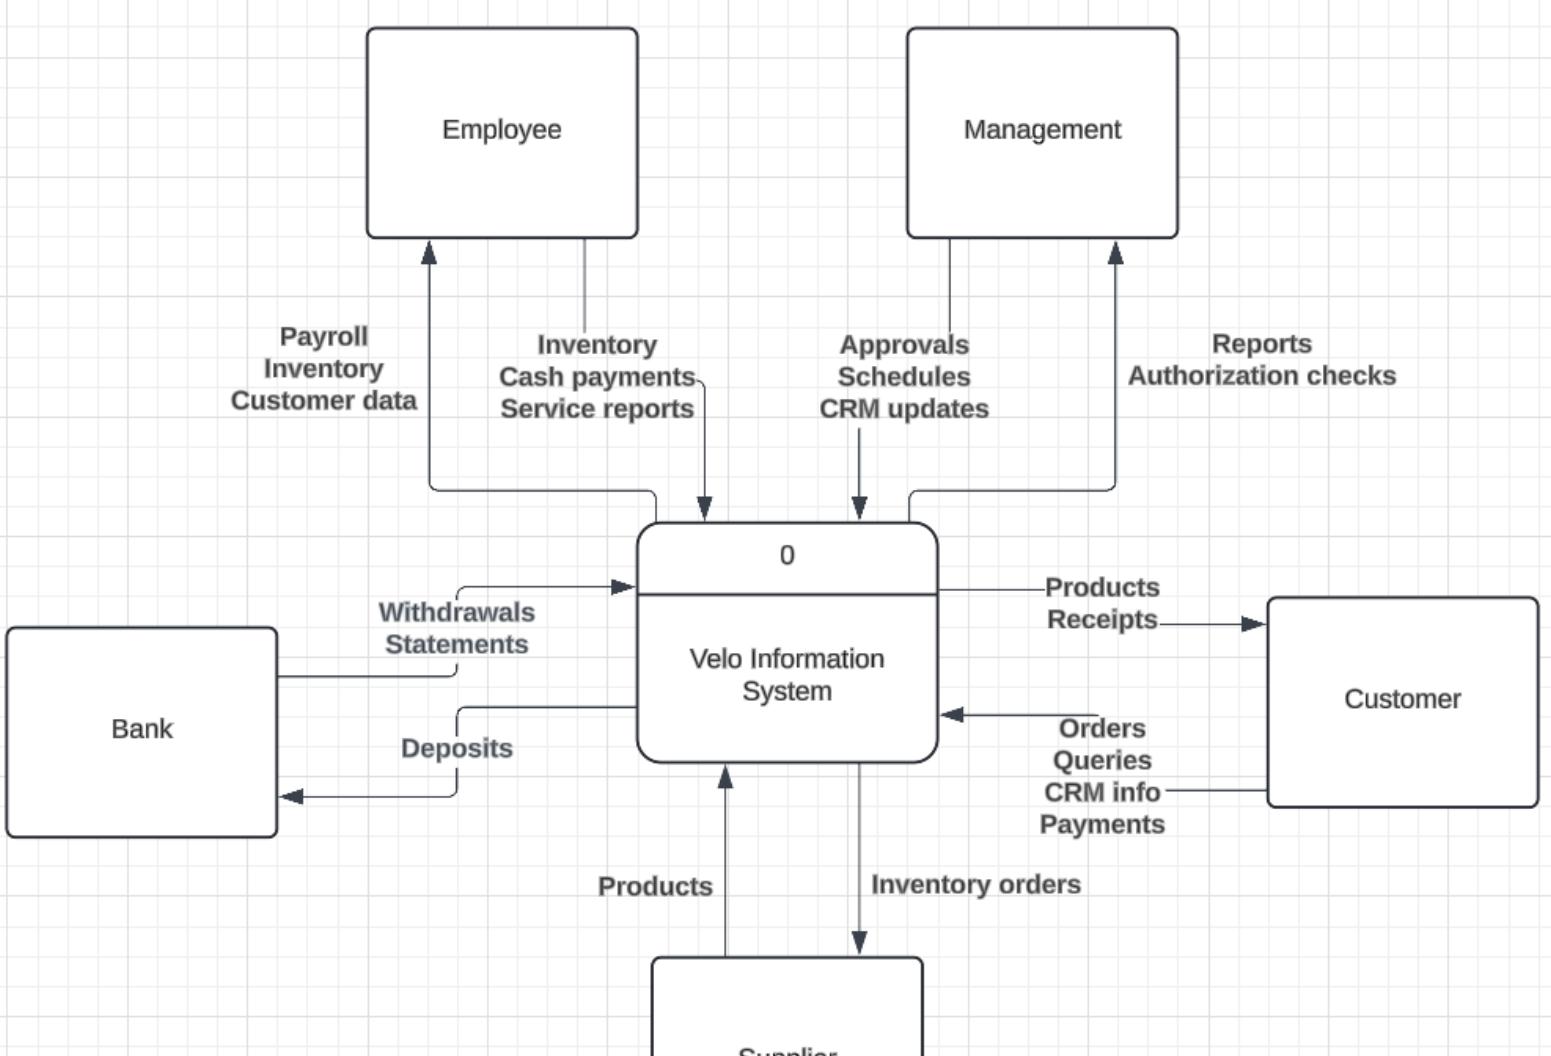 Employee
Management
Payroll
Inventory
Customer data
Inventory
Cash payments
Service reports
Approvals
Schedules
CRM updates
Reports
Authorization checks
0
Velo Information
System
Withdrawals
Statements
Bank
Deposits
Products
Receipts
Customer
Orders
Queries
CRM info
Payments
Products
Inventory orders
Supplier